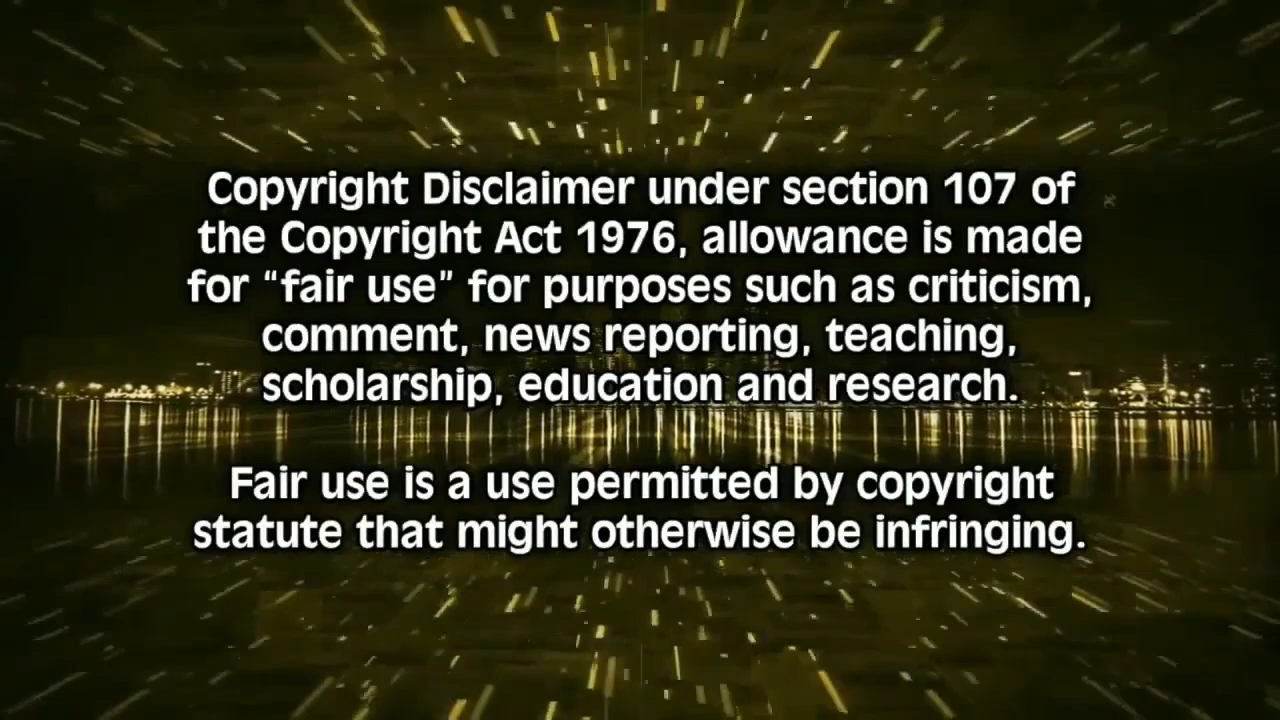 Copyright Disclaimer under section 107 of
the Copyright Act 1976, allowance is made
for “fair use” for purposes such as criticism,
comment, news reporting, teaching,
scholarship, education and research.
Fair use is a use permitted by copyright
statute that might otherwise be infringing.